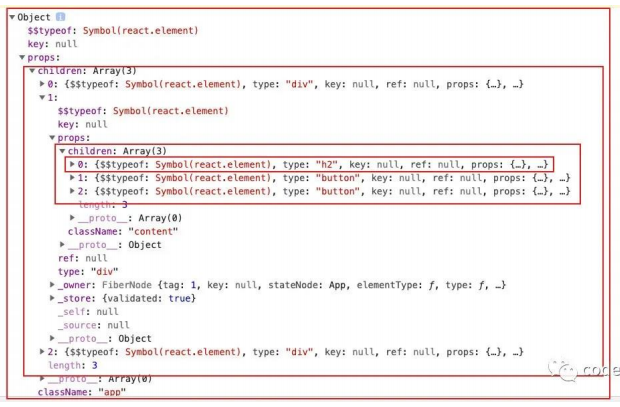 ▼Object i
$$typeof: Symbol(react.element)
key: null
▼props:
▼children: Array(3)
▶0: {$$typeof: Symbol(react.element), type: "div", key: null, ref: null, props: {…}, …}
▼1:
$$typeof: Symbol(react.element)
key: null
▼props:
▼children: Array(3)
▶0: {$$typeof: Symbol(react.element), type: "h2", key: null, ref: null, props: {…}, …}
▶1: {$$typeof: Symbol(react.element), type: "button", key: null, ref: null, props: {…}, …}
▶2: {$$typeof: Symbol(react.element), type: "button", key: null, ref: null, props: {…}, …}
length: 3
▶__proto__: Array(0)
className: "content"
▶__proto__: Object
ref: null
type: "div"
▶_owner: FiberNode {tag: 1, key: null, stateNode: App, elementType: ƒ, type: ƒ, …}
▶_store: {validated: true}
_self: null
_source: null
▶__proto__: Object
▶2: {$$typeof: Symbol(react.element), type: "div", key: null, ref: null, props: {…}, …}
length: 3
▶__proto__: Array(0)
className: "app"
code